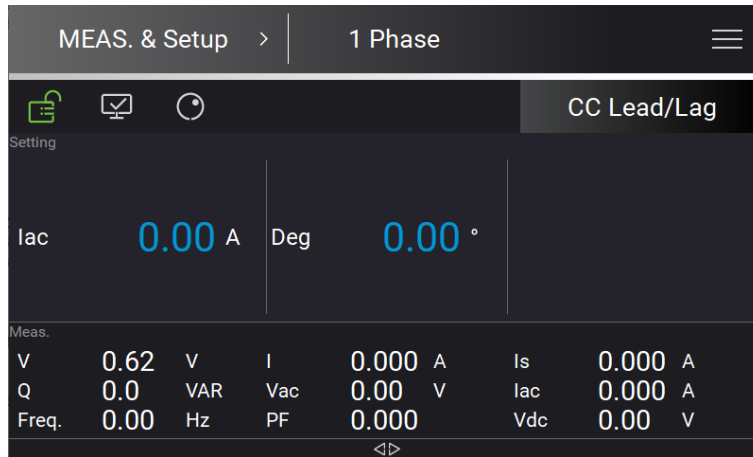 MEAS. & Setup > 1 Phase
CC Lead/Lag
Setting
Iac 0.00 A Deg 0.00 °
Meas.
V 0.62 V I 0.000 A Is 0.000 A
Q 0.0 VAR Vac 0.00 V Iac 0.000 A
Freq. 0.00 Hz PF 0.000 Vdc 0.00 V